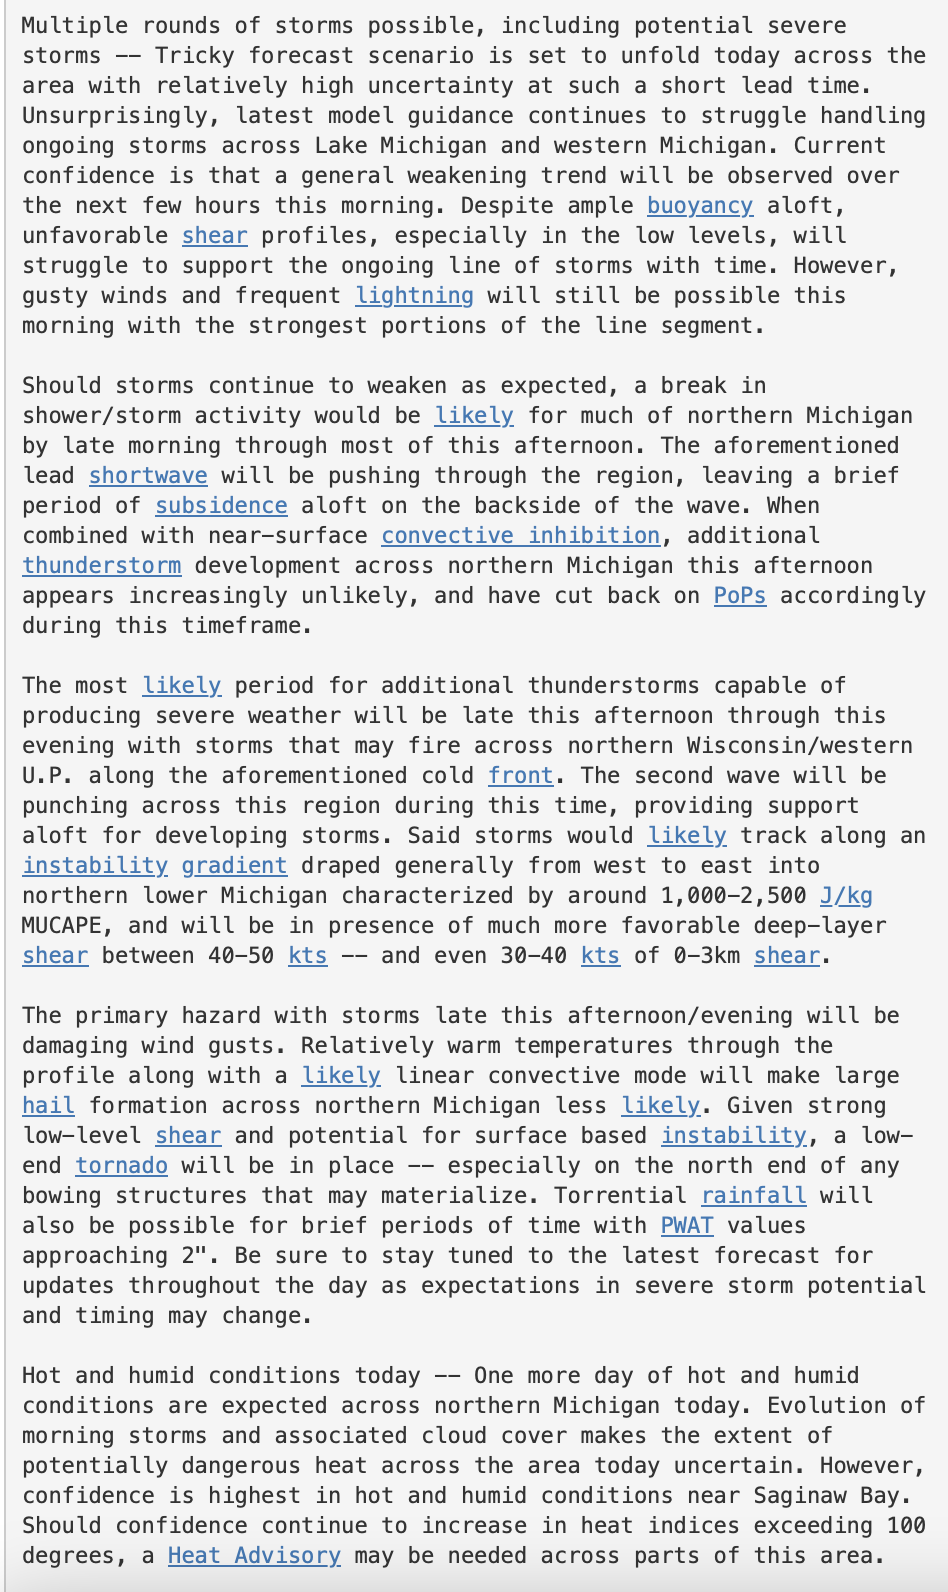 Multiple rounds of storms possible, including potential severe
storms -- Tricky forecast scenario is set to unfold today across the
area with relatively high uncertainty at such a short lead time.
Unsurprisingly, latest model guidance continues to struggle handling
ongoing storms across Lake Michigan and western Michigan. Current
confidence is that a general weakening trend will be observed over
the next few hours this morning. Despite ample buoyancy aloft,
unfavorable shear profiles, especially in the low levels, will
struggle to support the ongoing line of storms with time. However,
gusty winds and frequent lightning will still be possible this
morning with the strongest portions of the line segment.

Should storms continue to weaken as expected, a break in
shower/storm activity would be likely for much of northern Michigan
by late morning through most of this afternoon. The aforementioned
lead shortwave will be pushing through the region, leaving a brief
period of subsidence aloft on the backside of the wave. When
combined with near-surface convective inhibition, additional
thunderstorm development across northern Michigan this afternoon
appears increasingly unlikely, and have cut back on PoPs accordingly
during this timeframe.

The most likely period for additional thunderstorms capable of
producing severe weather will be late this afternoon through this
evening with storms that may fire across northern Wisconsin/western
U.P. along the aforementioned cold front. The second wave will be
punching across this region during this time, providing support
aloft for developing storms. Said storms would likely track along an
instability gradient draped generally from west to east into
northern lower Michigan characterized by around 1,000-2,500 J/kg
MUCAPE, and will be in presence of much more favorable deep-layer
shear between 40-50 kts -- and even 30-40 kts of 0-3km shear.

The primary hazard with storms late this afternoon/evening will be
damaging wind gusts. Relatively warm temperatures through the
profile along with a likely linear convective mode will make large
hail formation across northern Michigan less likely. Given strong
low-level shear and potential for surface based instability, a low-
end tornado will be in place -- especially on the north end of any
bowing structures that may materialize. Torrential rainfall will
also be possible for brief periods of time with PWAT values
approaching 2". Be sure to stay tuned to the latest forecast for
updates throughout the day as expectations in severe storm potential
and timing may change.

Hot and humid conditions today -- One more day of hot and humid
conditions are expected across northern Michigan today. Evolution of
morning storms and associated cloud cover makes the extent of
potentially dangerous heat across the area today uncertain. However,
confidence is highest in hot and humid conditions near Saginaw Bay.
Should confidence continue to increase in heat indices exceeding 100
degrees, a Heat Advisory may be needed across parts of this area.